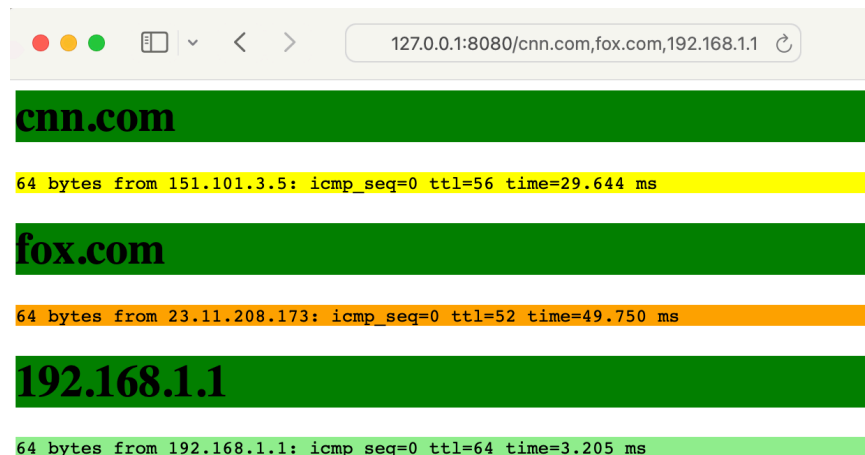 127.0.0.1:8080/cnn.com,fox.com,192.168.1.1
cnn.com
64 bytes from 151.101.3.5: icmp_seq=0 ttl=56 time=29.644 ms
fox.com
64 bytes from 23.11.208.173: icmp_seq=0 ttl=52 time=49.750 ms
192.168.1.1
64 bytes from 192.168.1.1: icmp_seq=0 ttl=64 time=3.205 ms